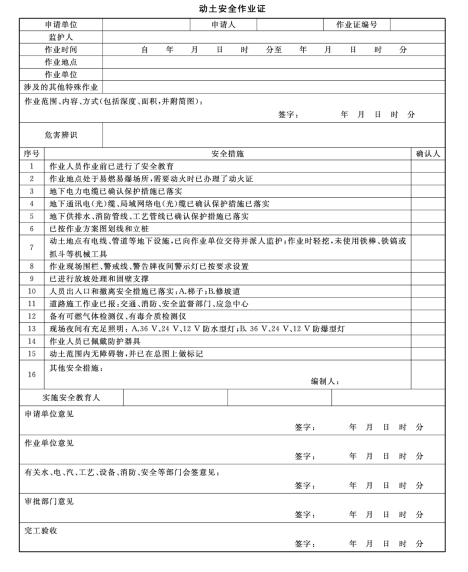 动土安全作业证
申请单位 申请人 作业证编号
监护人
作业时间 自 年 月 日 时 分至 年 月 日 时 分
作业地点
作业单位
涉及的其他特殊作业
作业范围、内容、方式(包括深度、面积,并附简图):
签字: 年 月 日 时 分
危害辨识
序号 安全措施 确认人
1 作业人员作业前已进行了安全教育
2 作业地点处于易燃易爆场所,需要动火时已办理了动火证
3 地下电力电缆已确认保护措施已落实
4 地下通讯电(光)缆、局域网络电(光)缆已确认保护措施已落实
5 地下供排水、消防管线、工艺管线已确认保护措施已落实
6 已按作业方案图划线和立桩
7 动土地点有电线、管道等地下设施,已向作业单位交待并派人监护;作业时轻挖,未使用铁棒、铁镐或
抓斗等机械工具
8 作业现场围栏、警戒线、警告牌夜间警示灯已按要求设置
9 已进行放坡处理和固壁支撑
10 人员出入口和撤离安全措施已落实:A.梯子;B.修坡道
11 道路施工作业已报:交通、消防、安全监督部门、应急中心
12 备有可燃气体检测仪、有毒介质检测仪
13 现场夜间有充足照明: A.36 V、24 V、12 V防水型灯;B. 36 V、24 V、12 V防爆型灯
14 作业人员已佩戴防护器具
15 动土范围内无障碍物,并已在总图上做标记
16 其他安全措施:
编制人:
实施安全教育人
申请单位意见
签字: 年 月 日 时 分
作业单位意见
签字: 年 月 日 时 分
有关水、电、汽、工艺、设备、消防、安全等部门会签意见:
签字: 年 月 日 时 分
审批部门意见
签字: 年 月 日 时 分
完工验收
签字: 年 月 日 时 分